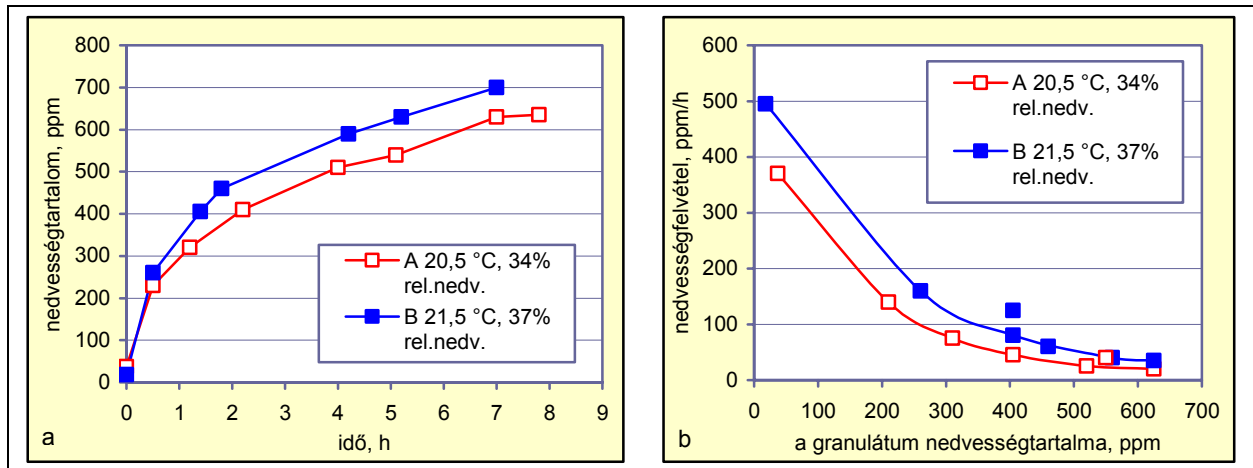 800
700
600
500
400
300
200
100
0
nedvességtartalom, ppm
A 20,5 °C, 34%
rel.nedv.
B 21,5 °C, 37%
rel.nedv.
0 1 2 3 4 5 6 7 8 9
idő, h
a
600
500
400
300
200
100
0
nedvességfelvétel, ppm/h
A 20,5 °C, 34%
rel.nedv.
B 21,5 °C, 37%
rel.nedv.
0 100 200 300 400 500 600 700
a granulátum nedvességtartalma, ppm
b